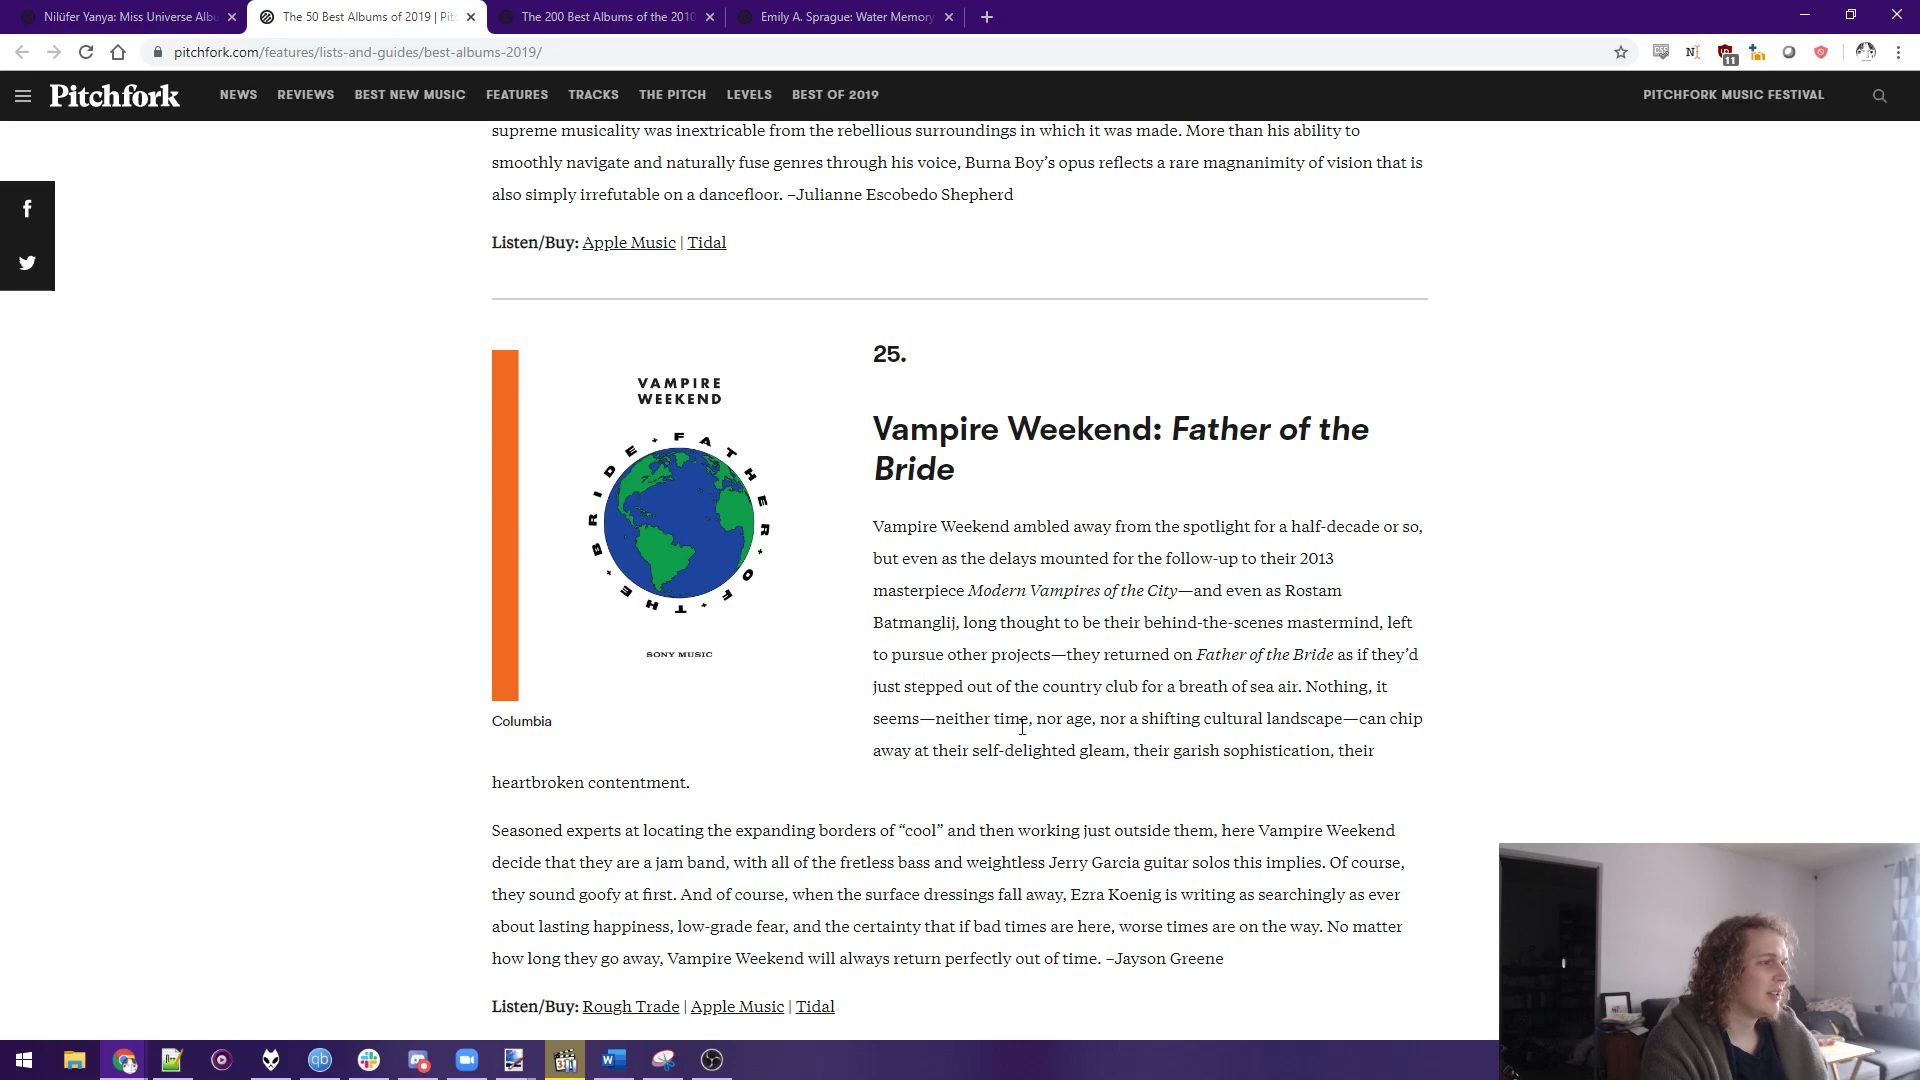 Nilüfer Yanya: Miss Universe Albu
The 50 Best Albums of 2019 | Pitc
The 200 Best Albums of the 2010
Emily A. Sprague: Water Memory
pitchfork.com/features/lists-and-guides/best-albums-2019/
11
Pitchfork
NEWS REVIEWS BEST NEW MUSIC FEATURES TRACKS THE PITCH LEVELS BEST OF 2019 PITCHFORK MUSIC FESTIVAL
supreme musicality was inextricable from the rebellious surroundings in which it was made. More than his ability to
smoothly navigate and naturally fuse genres through his voice, Burna Boy’s opus reflects a rare magnanimity of vision that is
also simply irrefutable on a dancefloor. –Julianne Escobedo Shepherd
Listen/Buy: Apple Music | Tidal
VAMPIRE
WEEKEND
FATHER • OF • THE • BRIDE
SONY MUSIC
Columbia
25.
Vampire Weekend: Father of the
Bride
Vampire Weekend ambled away from the spotlight for a half-decade or so,
but even as the delays mounted for the follow-up to their 2013
masterpiece Modern Vampires of the City—and even as Rostam
Batmanglij, long thought to be their behind-the-scenes mastermind, left
to pursue other projects—they returned on Father of the Bride as if they’d
just stepped out of the country club for a breath of sea air. Nothing, it
seems—neither time, nor age, nor a shifting cultural landscape—can chip
away at their self-delighted gleam, their garish sophistication, their
heartbroken contentment.
Seasoned experts at locating the expanding borders of “cool” and then working just outside them, here Vampire Weekend
decide that they are a jam band, with all of the fretless bass and weightless Jerry Garcia guitar solos this implies. Of course,
they sound goofy at first. And of course, when the surface dressings fall away, Ezra Koenig is writing as searchingly as ever
about lasting happiness, low-grade fear, and the certainty that if bad times are here, worse times are on the way. No matter
how long they go away, Vampire Weekend will always return perfectly out of time. –Jayson Greene
Listen/Buy: Rough Trade | Apple Music | Tidal